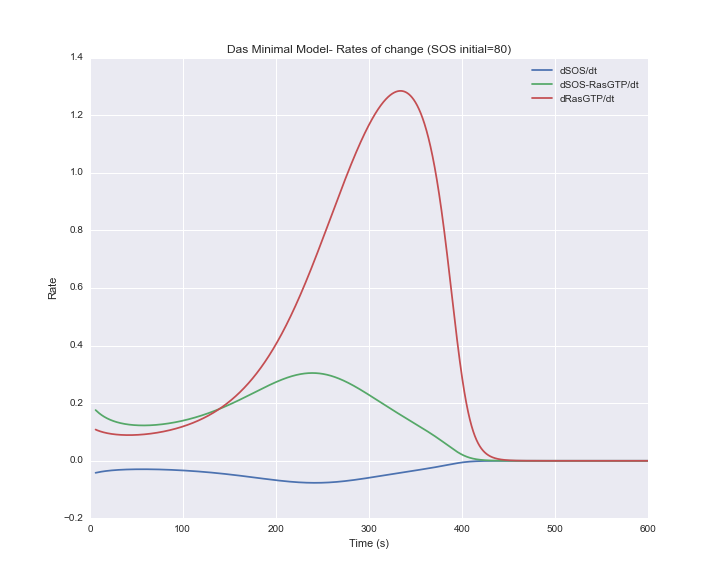 Das Minimal Model- Rates of change (SOS initial=80)
1.4
1.2
1.0
0.8
0.6
0.4
0.2
0.0
−0.2
Rate
dSOS/dt
dSOS-RasGTP/dt
dRasGTP/dt
0 100 200 300 400 500 600
Time (s)